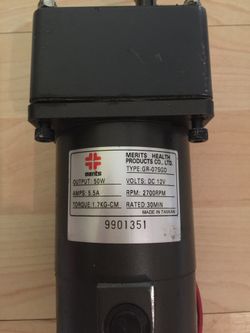 MERITS HEALTH
PRODUCTS CO., LTD.
merits
TYPE:GR-075GD
OUTPUT: 50W
VOLTS: DC 12V
AMPS: 5.5A
RPM: 2700RPM
TORQUE:1.7KG-CM
RATED:30MIN
MADE IN TAIWAN
9901351